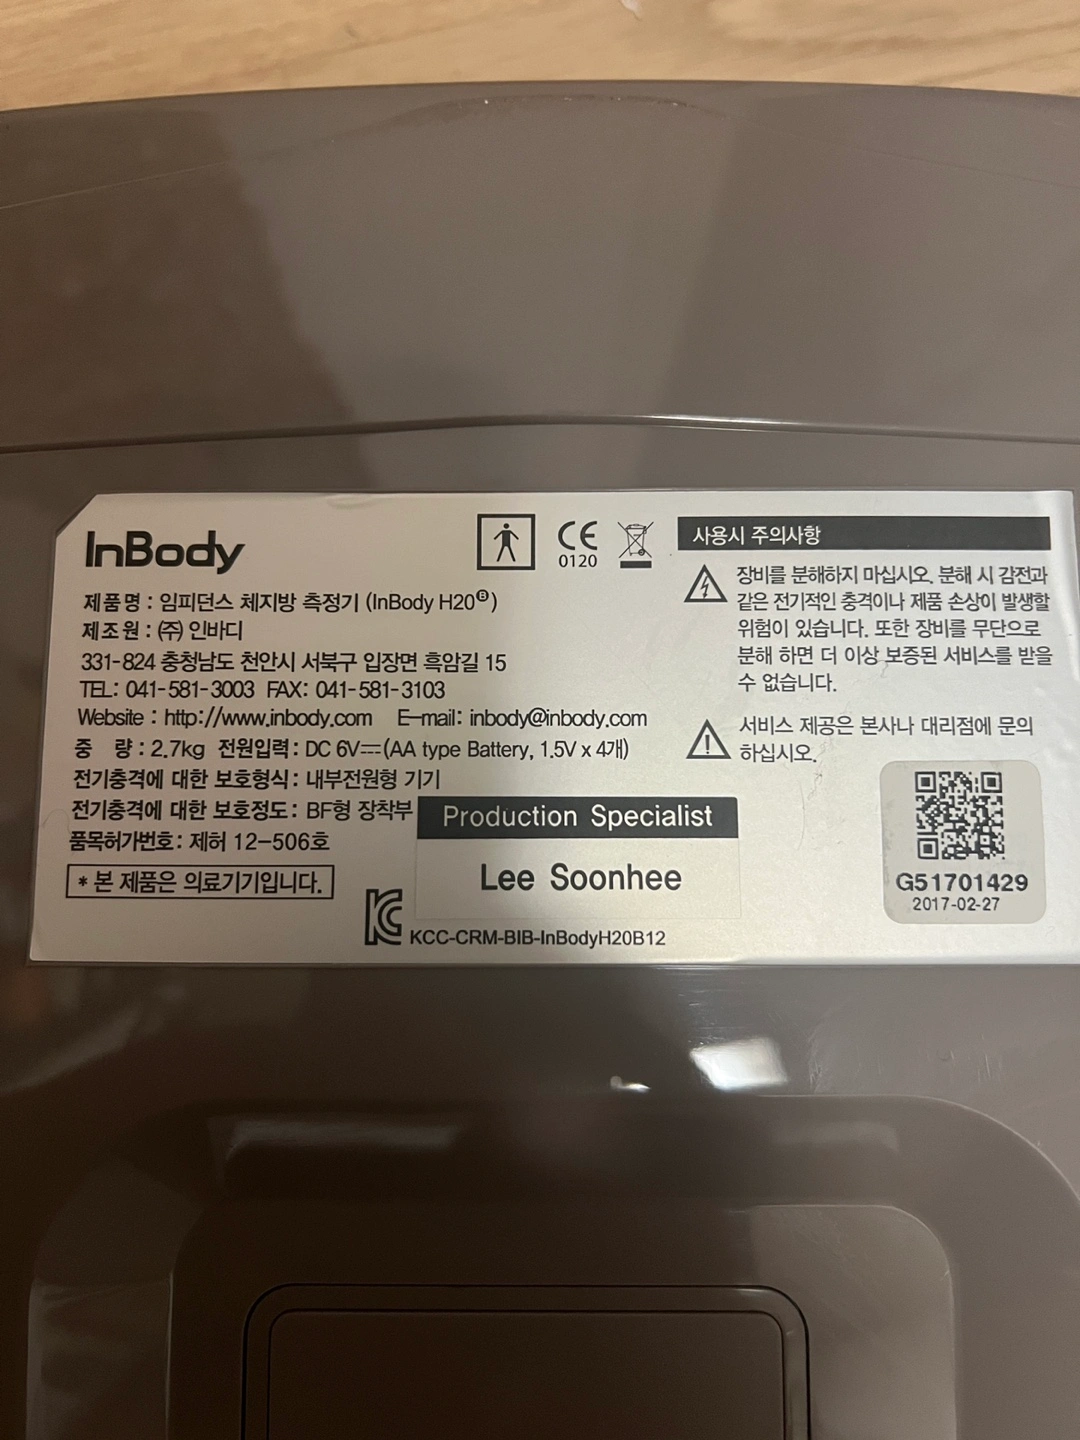 InBody
제품명 : 임피던스 체지방 측정기 (InBody H20ⓑ)
제조원 : ㈜ 인바디
331-824 충청남도 천안시 서북구 입장면 흑암길 15
TEL: 041-581-3003 FAX: 041-581-3103
Website : http://www.inbody.com E-mail: inbody@inbody.com
중 량 : 2.7kg 전원입력 : DC 6V⎓(AA type Battery, 1.5V x 4개)
전기충격에 대한 보호형식 : 내부전원형 기기
전기충격에 대한 보호정도 : BF형 장착부
품목허가번호 : 제허 12-506호
* 본 제품은 의료기기입니다.
CE
0120
Production Specialist
Lee Soonhee
KC
KCC-CRM-BIB-InBodyH20B12
사용시 주의사항
장비를 분해하지 마십시오. 분해 시 감전과
같은 전기적인 충격이나 제품 손상이 발생할
위험이 있습니다. 또한 장비를 무단으로
분해 하면 더 이상 보증된 서비스를 받을
수 없습니다.
서비스 제공은 본사나 대리점에 문의
하십시오.
G51701429
2017-02-27